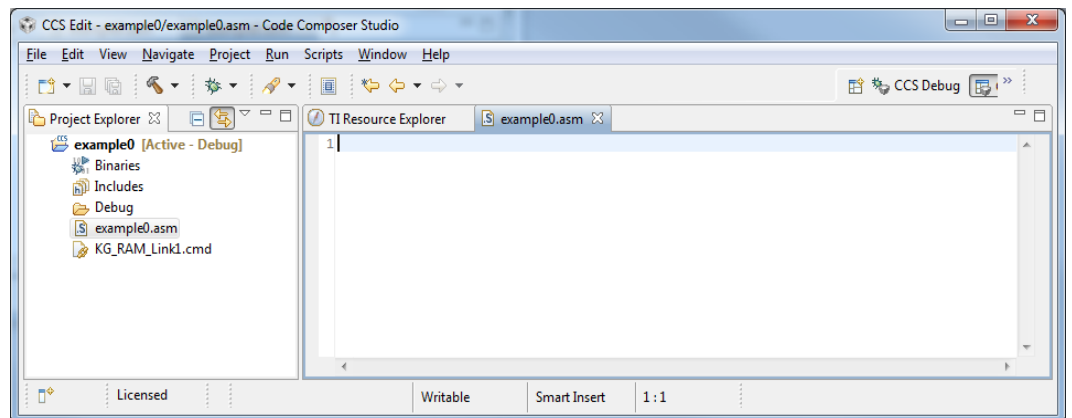 CCS Edit - example0/example0.asm - Code Composer Studio
File Edit View Navigate Project Run Scripts Window Help
CCS Debug
Project Explorer
example0 [Active - Debug]
Binaries
Includes
Debug
example0.asm
KG_RAM_Link1.cmd
TI Resource Explorer
example0.asm
1
Licensed
Writable
Smart Insert
1:1